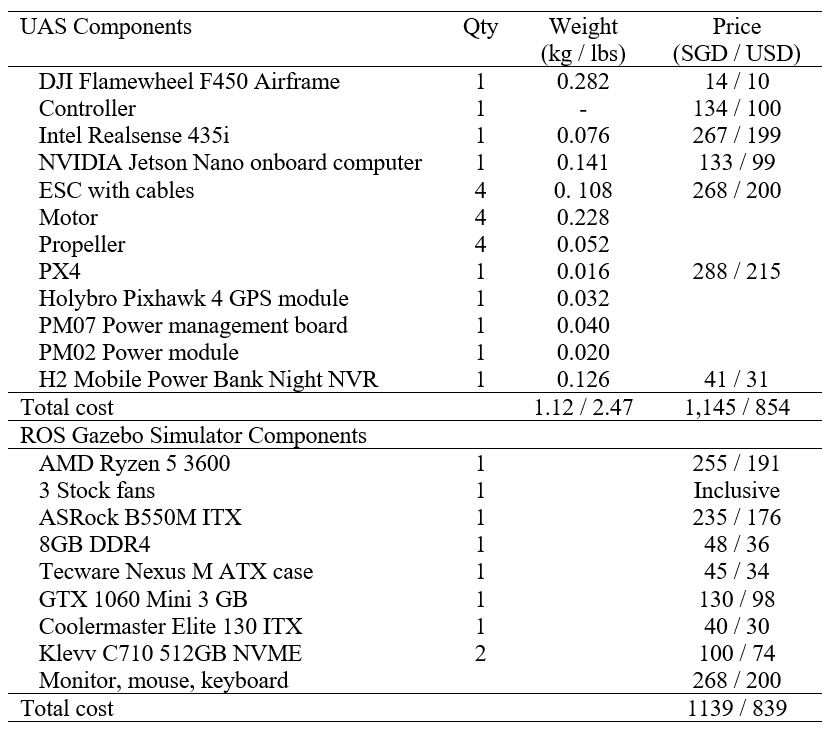 UAS Components Qty Weight Price
(kg / lbs) (SGD / USD)
DJI Flamewheel F450 Airframe 1 0.282 14 / 10
Controller 1 - 134 / 100
Intel Realsense 435i 1 0.076 267 / 199
NVIDIA Jetson Nano onboard computer 1 0.141 133 / 99
ESC with cables 4 0. 108 268 / 200
Motor 4 0.228
Propeller 4 0.052
PX4 1 0.016 288 / 215
Holybro Pixhawk 4 GPS module 1 0.032
PM07 Power management board 1 0.040
PM02 Power module 1 0.020
H2 Mobile Power Bank Night NVR 1 0.126 41 / 31
Total cost 1.12 / 2.47 1,145 / 854
ROS Gazebo Simulator Components
AMD Ryzen 5 3600 1 255 / 191
3 Stock fans 1 Inclusive
ASRock B550M ITX 1 235 / 176
8GB DDR4 1 48 / 36
Tecware Nexus M ATX case 1 45 / 34
GTX 1060 Mini 3 GB 1 130 / 98
Coolermaster Elite 130 ITX 1 40 / 30
Klevv C710 512GB NVME 2 100 / 74
Monitor, mouse, keyboard 268 / 200
Total cost 1139 / 839